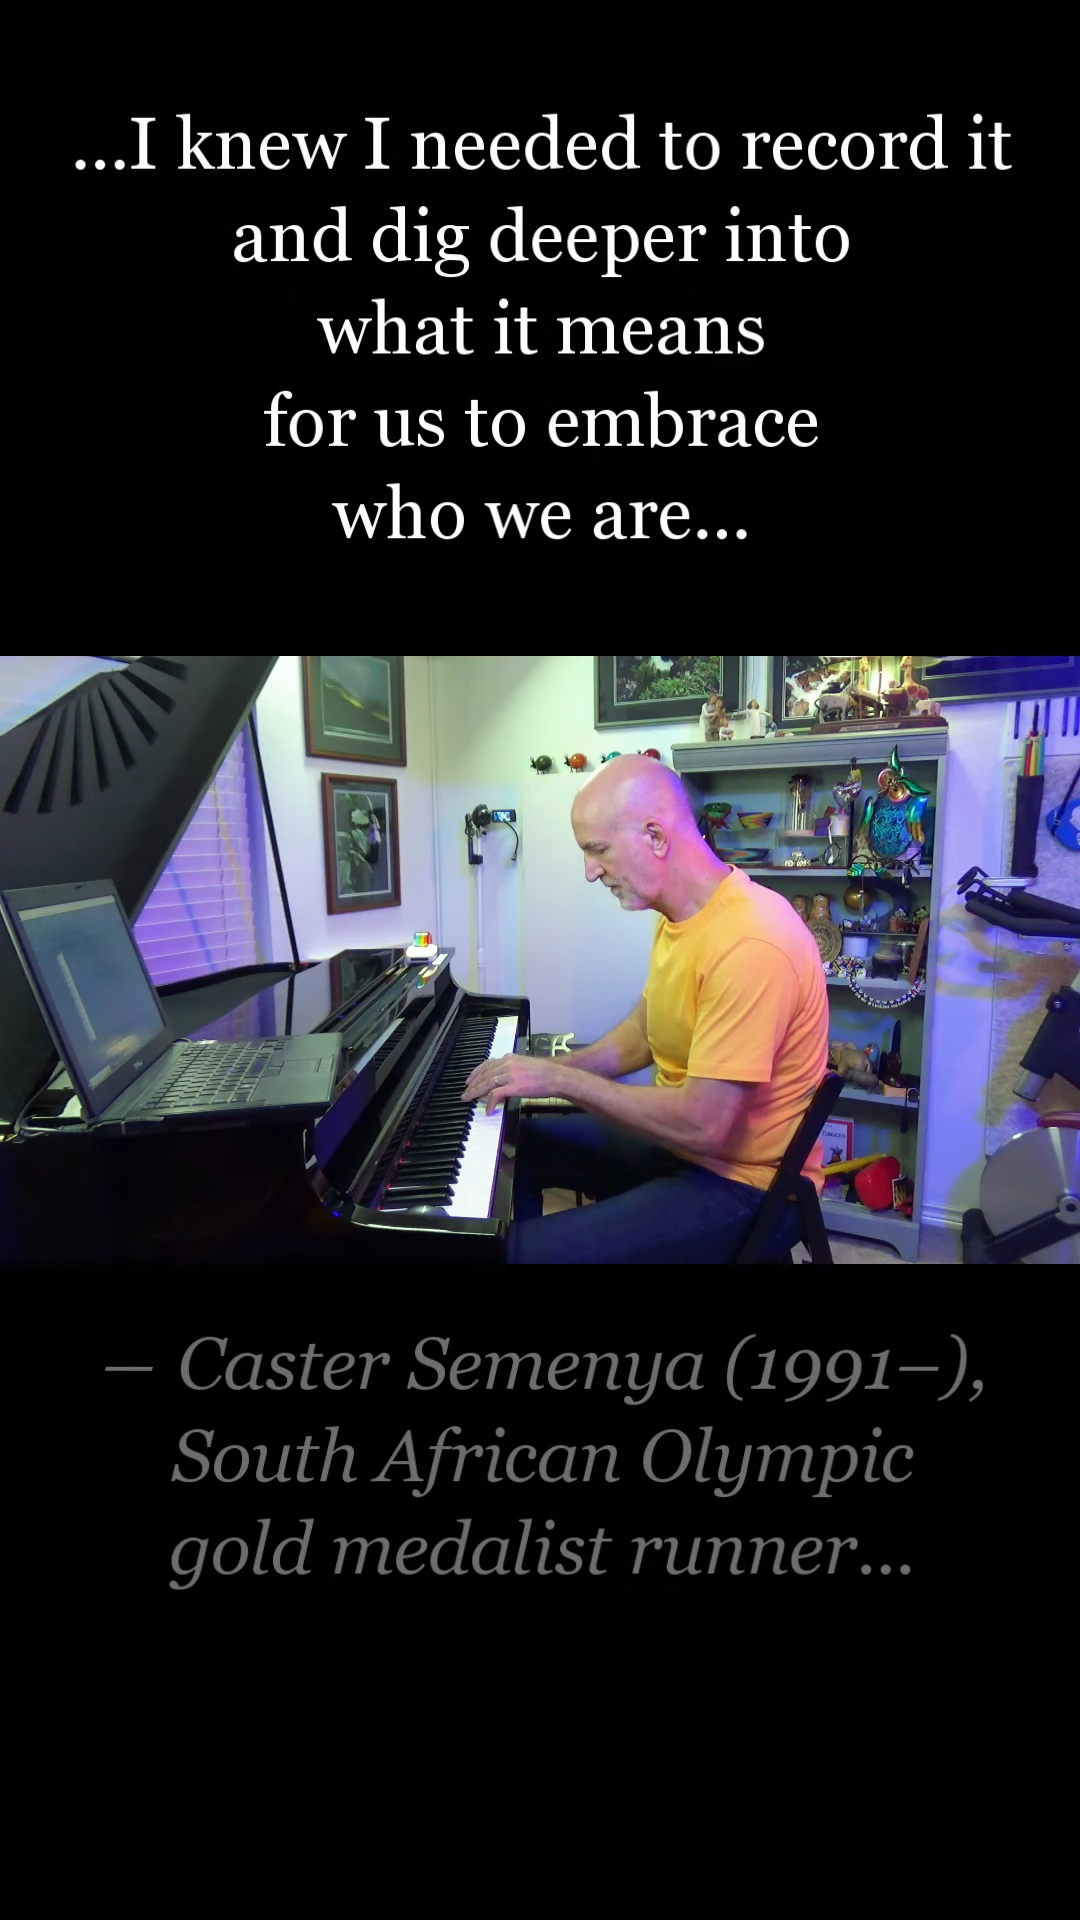 ...I knew I needed to record it
and dig deeper into
what it means
for us to embrace
who we are...
— Caster Semenya (1991–),
South African Olympic
gold medalist runner...